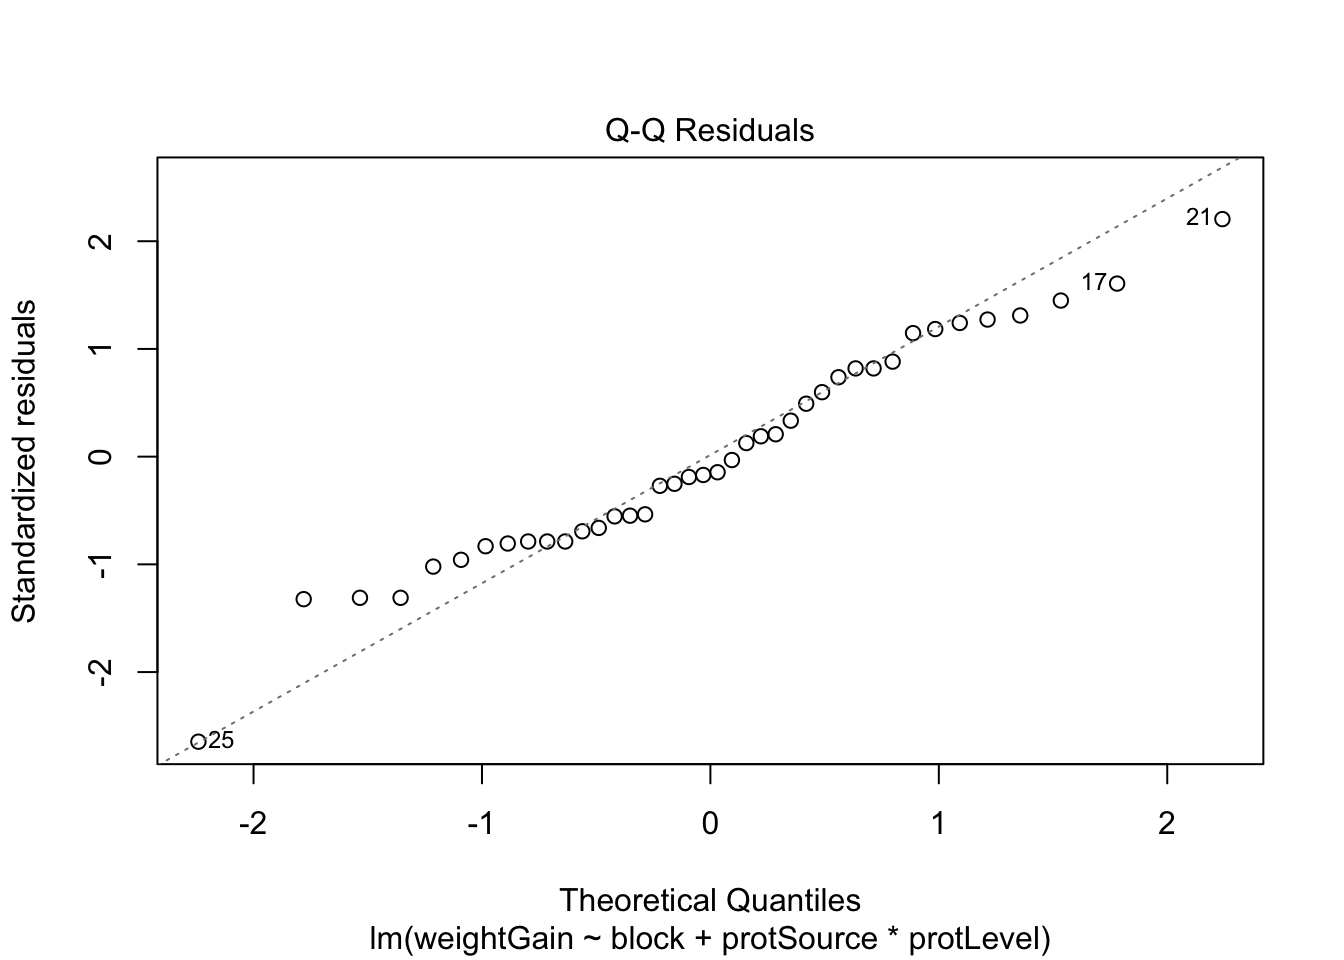 Q-Q Residuals
Standardized residuals
2
1
0
-1
-2
21
17
25
-2 -1 0 1 2
Theoretical Quantiles
lm(weightGain ~ block + protSource * protLevel)